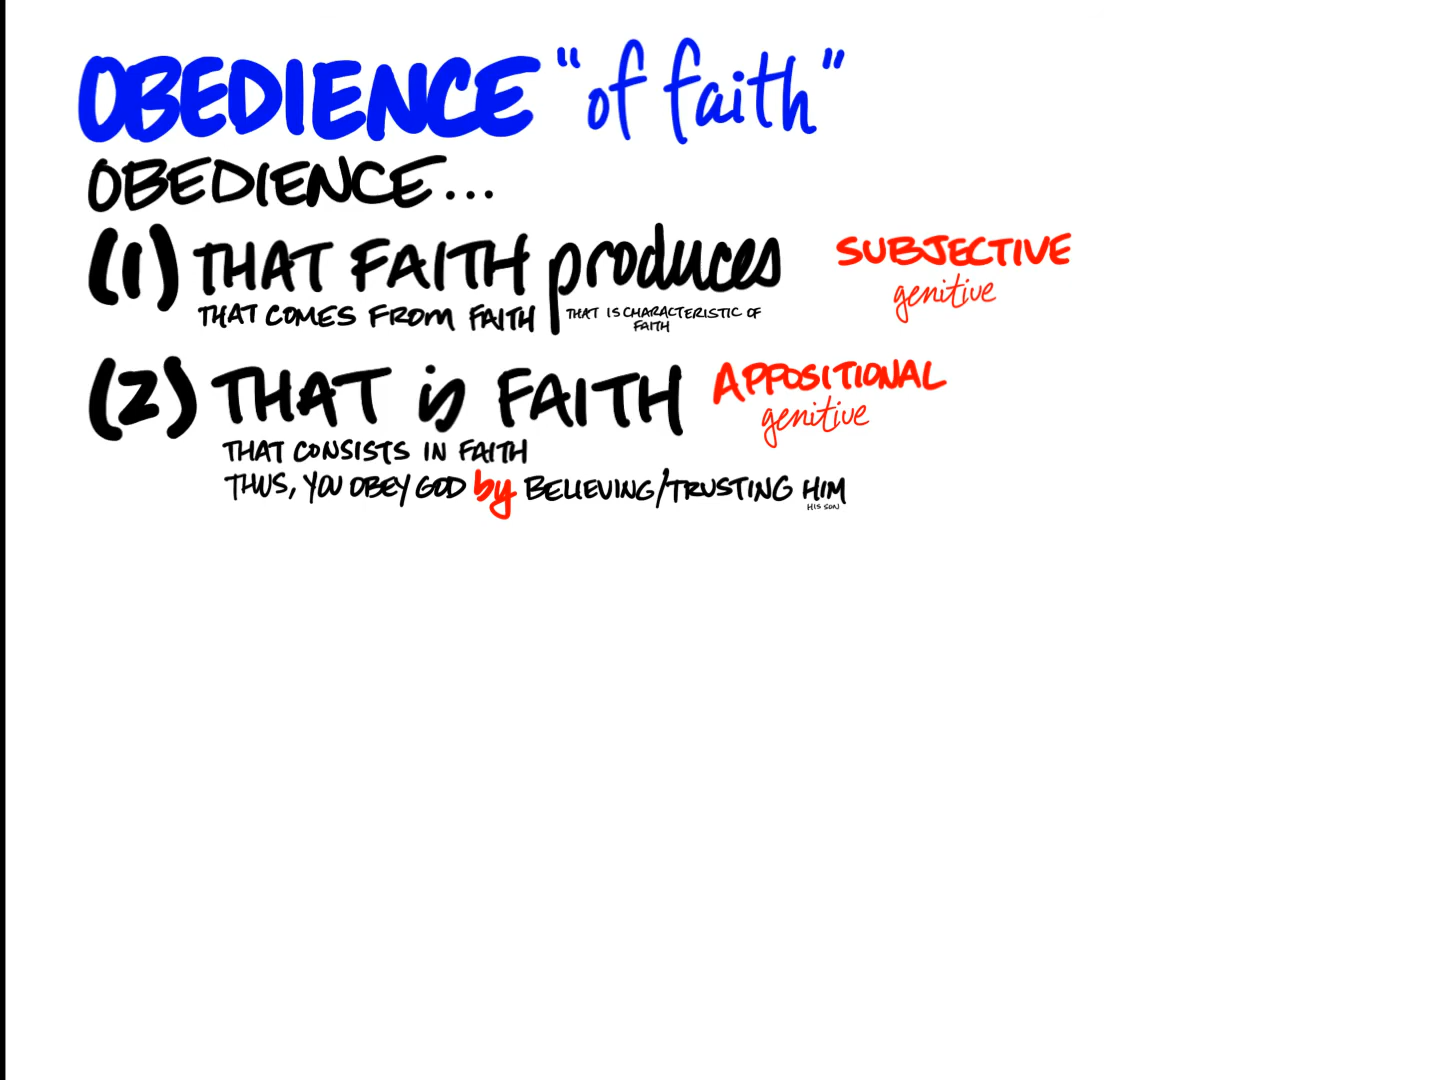 OBEDIENCE "of faith"
OBEDIENCE...
(1) THAT FAITH produces SUBJECTIVE
genitive
THAT COMES FROM FAITH THAT IS CHARACTERISTIC OF
FAITH
(2) THAT is FAITH APPOSITIONAL
genitive
THAT CONSISTS IN FAITH
THUS, YOU OBEY GOD by BELIEVING/TRUSTING HIM
HIS SON